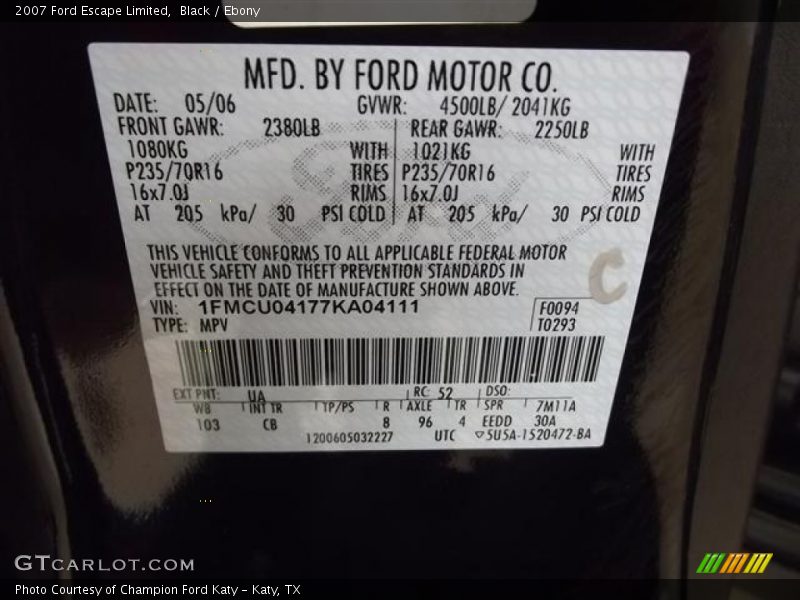 2007 Ford Escape Limited, Black / Ebony
MFD. BY FORD MOTOR CO.
DATE: 05/06 GVWR: 4500LB/ 2041KG
FRONT GAWR: 2380LB REAR GAWR: 2250LB
1080KG WITH 1021KG WITH
P235/70R16 TIRES P235/70R16 TIRES
16x7.0J RIMS 16x7.0J RIMS
AT 205 kPa/ 30 PSI COLD AT 205 kPa/ 30 PSI COLD
THIS VEHICLE CONFORMS TO ALL APPLICABLE FEDERAL MOTOR
VEHICLE SAFETY AND THEFT PREVENTION STANDARDS IN
EFFECT ON THE DATE OF MANUFACTURE SHOWN ABOVE.
C
VIN: 1FMCU04177KA04111 F0094
TYPE: MPV T0293
EXT PNT: UA RC: 52 DSO:
WB INT TR TP/PS R AXLE TR SPR 7M11A
103 CB 8 96 4 EEDD 30A
1200605032227 UTC ▽5U5A-1520472-BA
GTCARLOT.COM
Photo Courtesy of Champion Ford Katy - Katy, TX